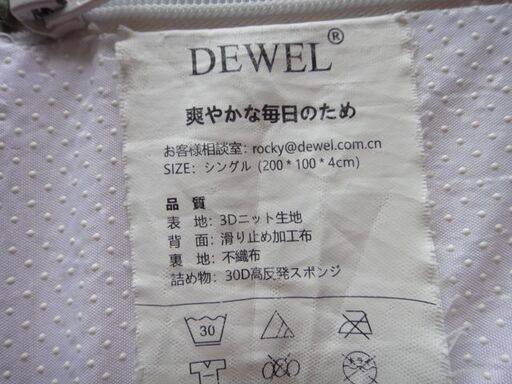 DEWEL®
爽やかな毎日のため
お客様相談室: rocky@dewel.com.cn
SIZE: シングル (200 * 100 * 4cm)
品 質
表 地: 3Dニット生地
背 面: 滑り止め加工布
裏 地: 不織布
詰め物: 30D高反発スポンジ
30
ドライ